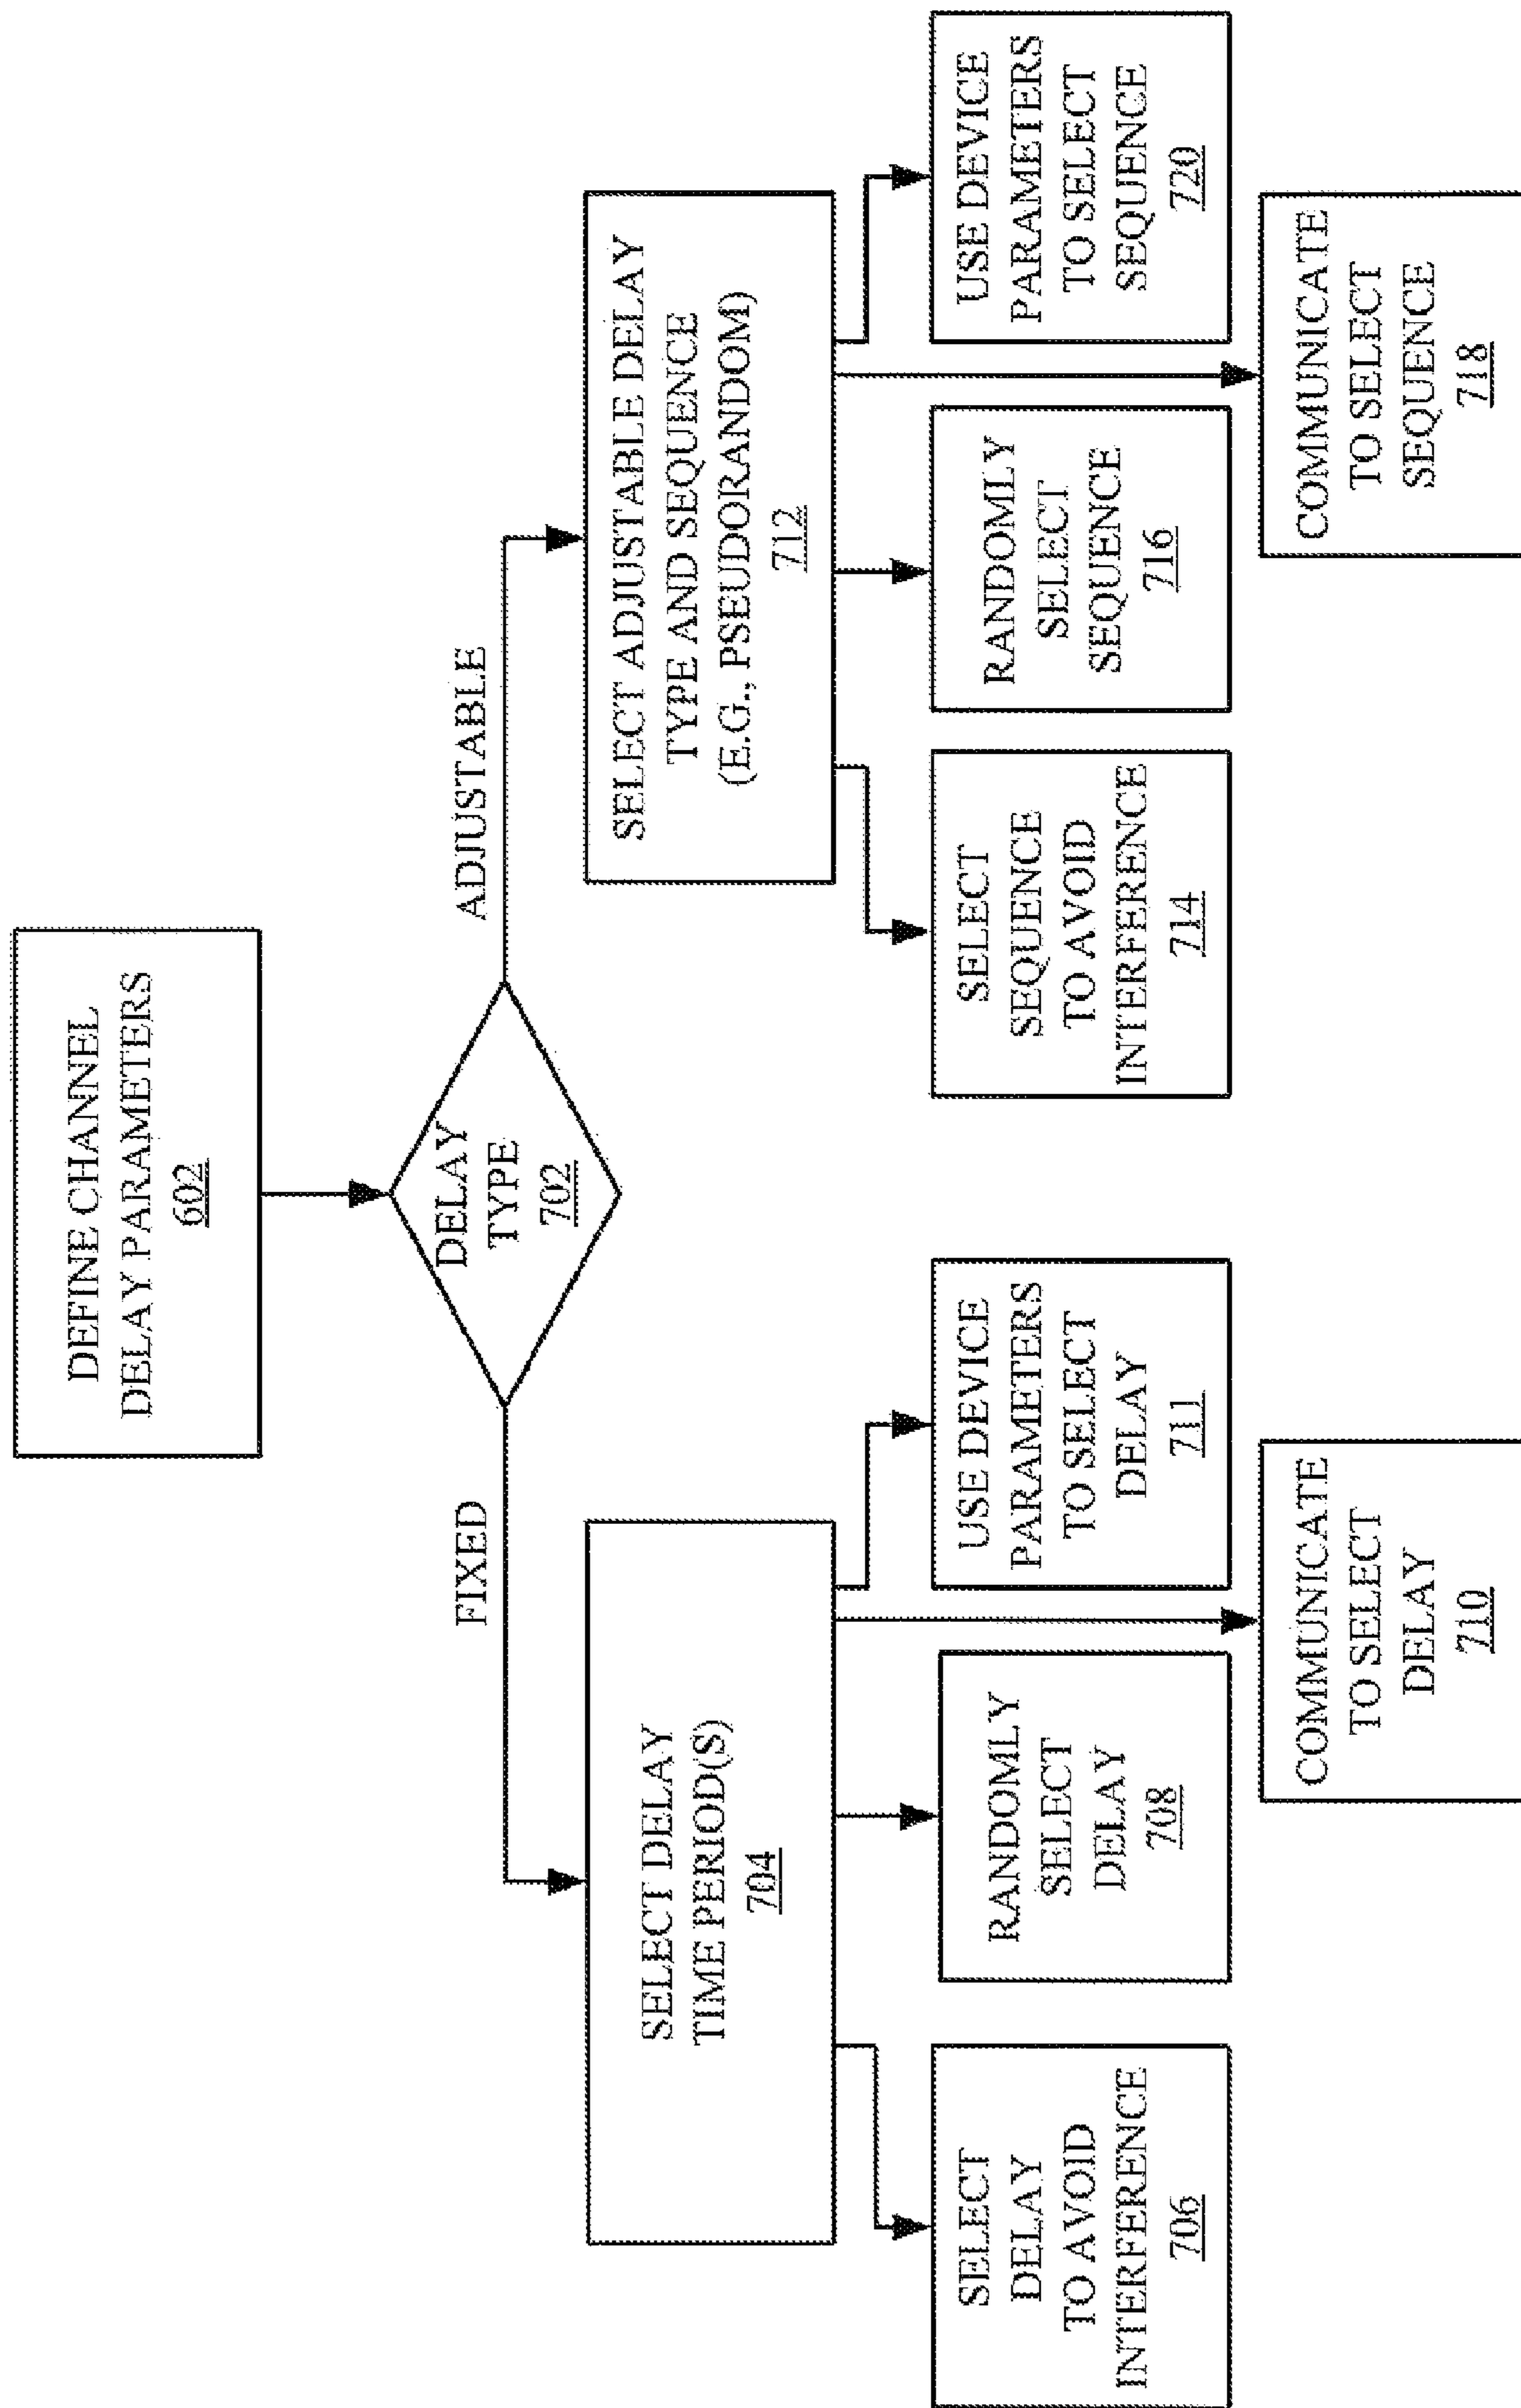 DEFINE CHANNEL
DELAY PARAMETERS
602
DELAY
TYPE
702
FIXED
ADJUSTABLE
SELECT DELAY
TIME PERIOD(S)
704
SELECT ADJUSTABLE DELAY
TYPE AND SEQUENCE
(E.G., PSEUDORANDOM)
712
SELECT
DELAY
TO AVOID
INTERFERENCE
706
RANDOMLY
SELECT
DELAY
708
USE DEVICE
PARAMETERS
TO SELECT
DELAY
711
SELECT
SEQUENCE
TO AVOID
INTERFERENCE
714
RANDOMLY
SELECT
SEQUENCE
716
USE DEVICE
PARAMETERS
TO SELECT
SEQUENCE
720
COMMUNICATE
TO SELECT
DELAY
710
COMMUNICATE
TO SELECT
SEQUENCE
718